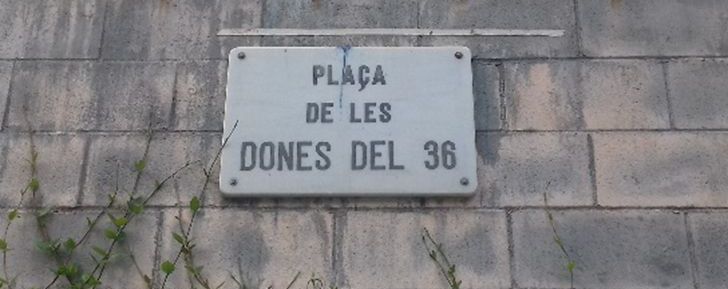 PLAÇA
DE LES
DONES DEL 36